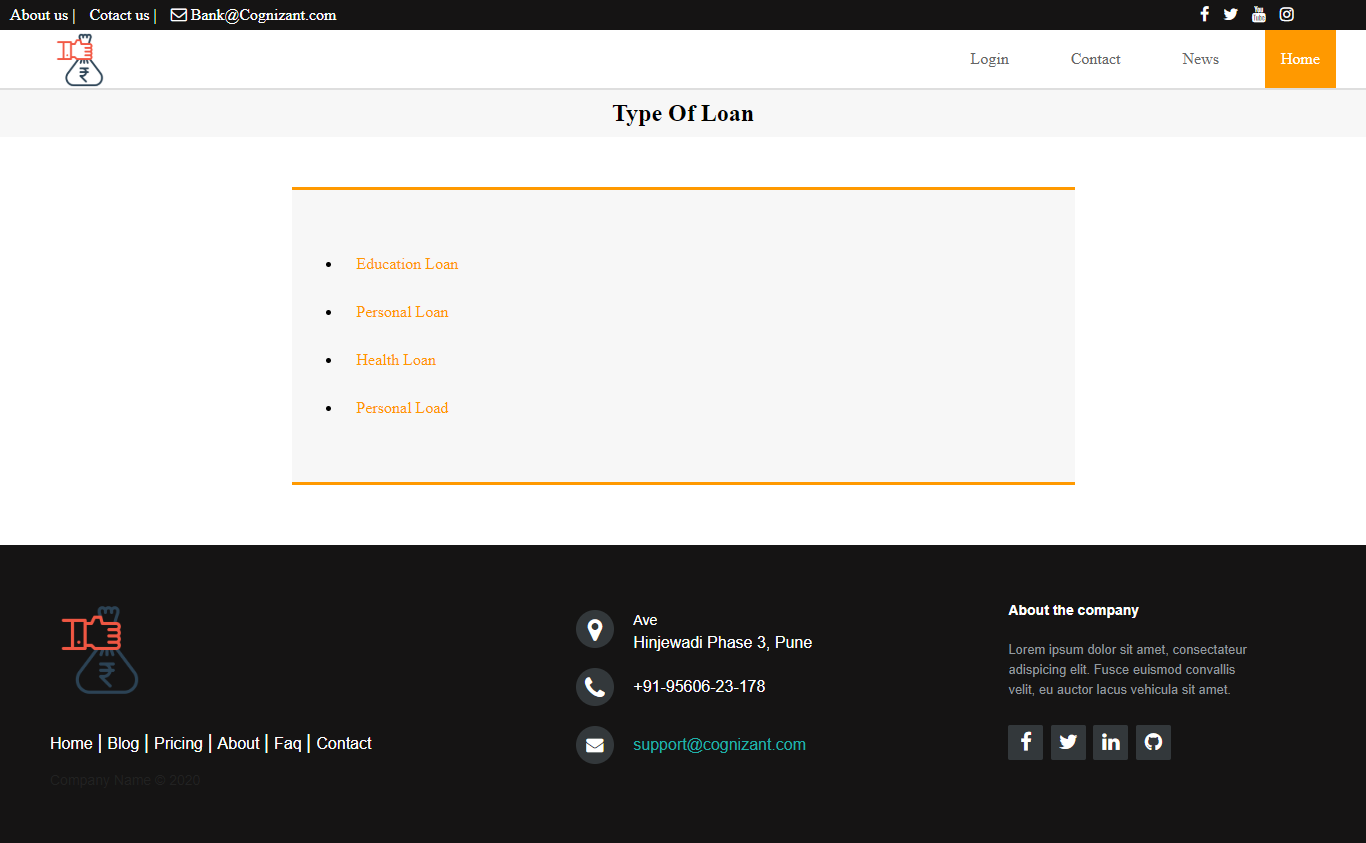 About us | Cotact us | Bank@Cognizant.com
Login Contact News Home
Type Of Loan
• Education Loan
• Personal Loan
• Health Loan
• Personal Load
Ave
Hinjewadi Phase 3, Pune
+91-95606-23-178
support@cognizant.com
Home | Blog | Pricing | About | Faq | Contact
Company Name © 2020
About the company
Lorem ipsum dolor sit amet, consectateur
adispicing elit. Fusce euismod convallis
velit, eu auctor lacus vehicula sit amet.